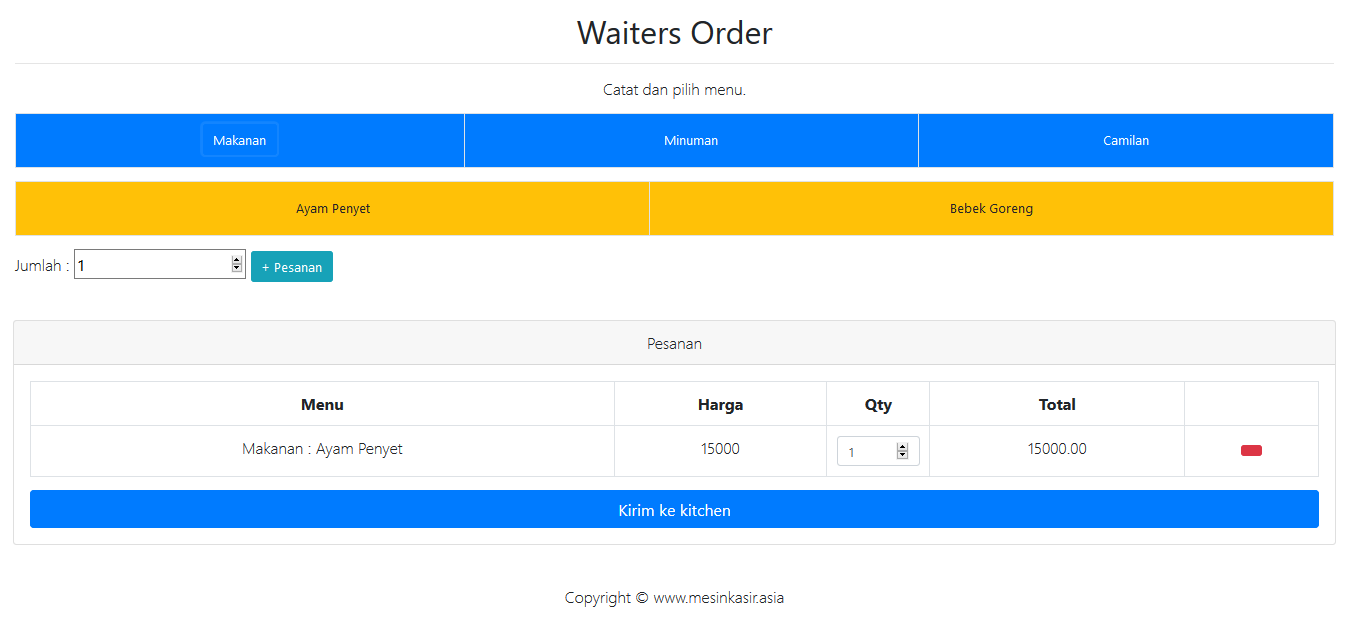 Waiters Order
Catat dan pilih menu.
Makanan Minuman Camilan
Ayam Penyet Bebek Goreng
Jumlah : 1 + Pesanan
Pesanan
Menu Harga Qty Total
Makanan : Ayam Penyet 15000 1 15000.00
Kirim ke kitchen
Copyright © www.mesinkasir.asia